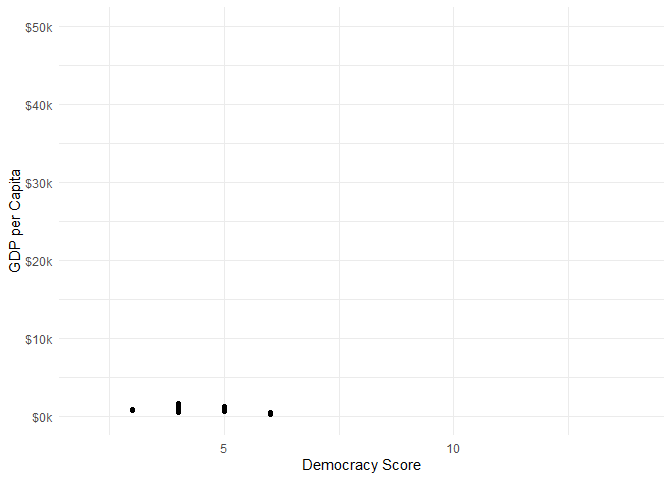 $50k
$40k
$30k
$20k
$10k
$0k
GDP per Capita
5 10
Democracy Score